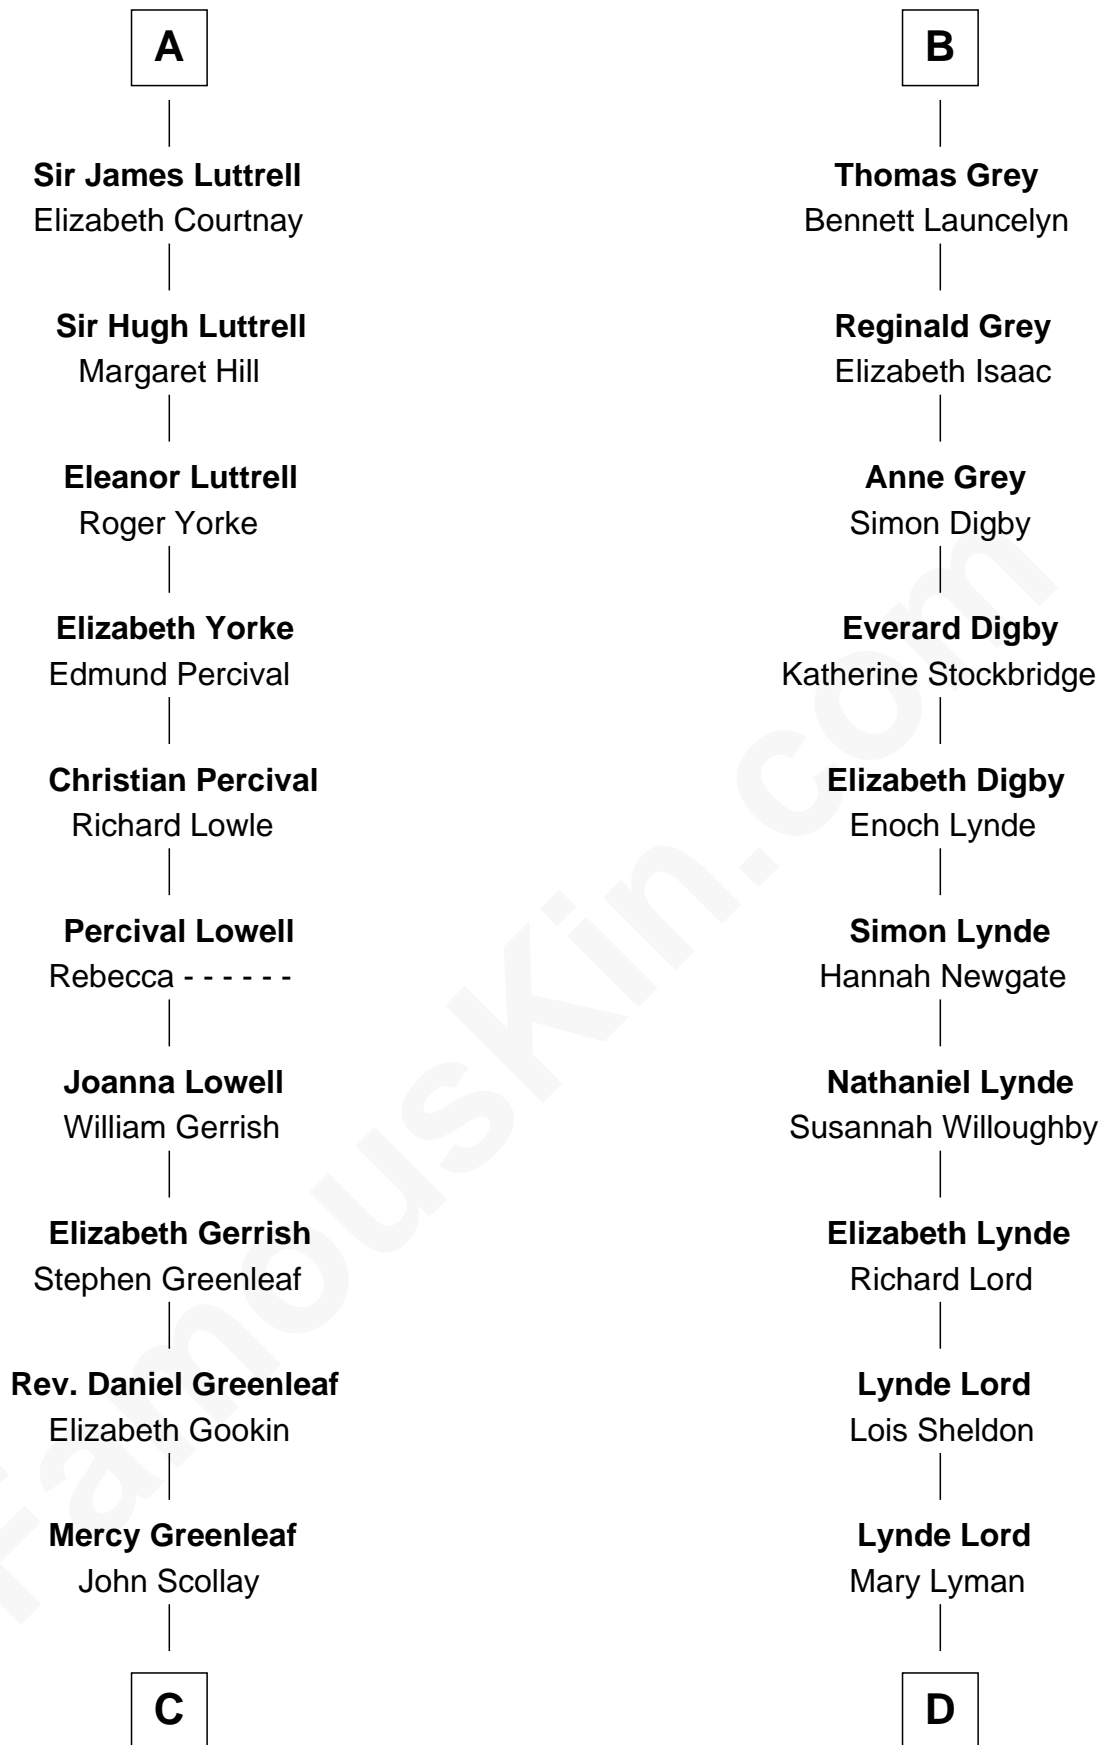 A
Sir James Luttrell
Elizabeth Courtnay
Sir Hugh Luttrell
Margaret Hill
Eleanor Luttrell
Roger Yorke
Elizabeth Yorke
Edmund Percival
Christian Percival
Richard Lowle
Percival Lowell
Rebecca - - - - - -
Joanna Lowell
William Gerrish
Elizabeth Gerrish
Stephen Greenleaf
Rev. Daniel Greenleaf
Elizabeth Gookin
Mercy Greenleaf
John Scollay
C
B
Thomas Grey
Bennett Launcelyn
Reginald Grey
Elizabeth Isaac
Anne Grey
Simon Digby
Everard Digby
Katherine Stockbridge
Elizabeth Digby
Enoch Lynde
Simon Lynde
Hannah Newgate
Nathaniel Lynde
Susannah Willoughby
Elizabeth Lynde
Richard Lord
Lynde Lord
Lois Sheldon
Lynde Lord
Mary Lyman
D
FamousKin.com